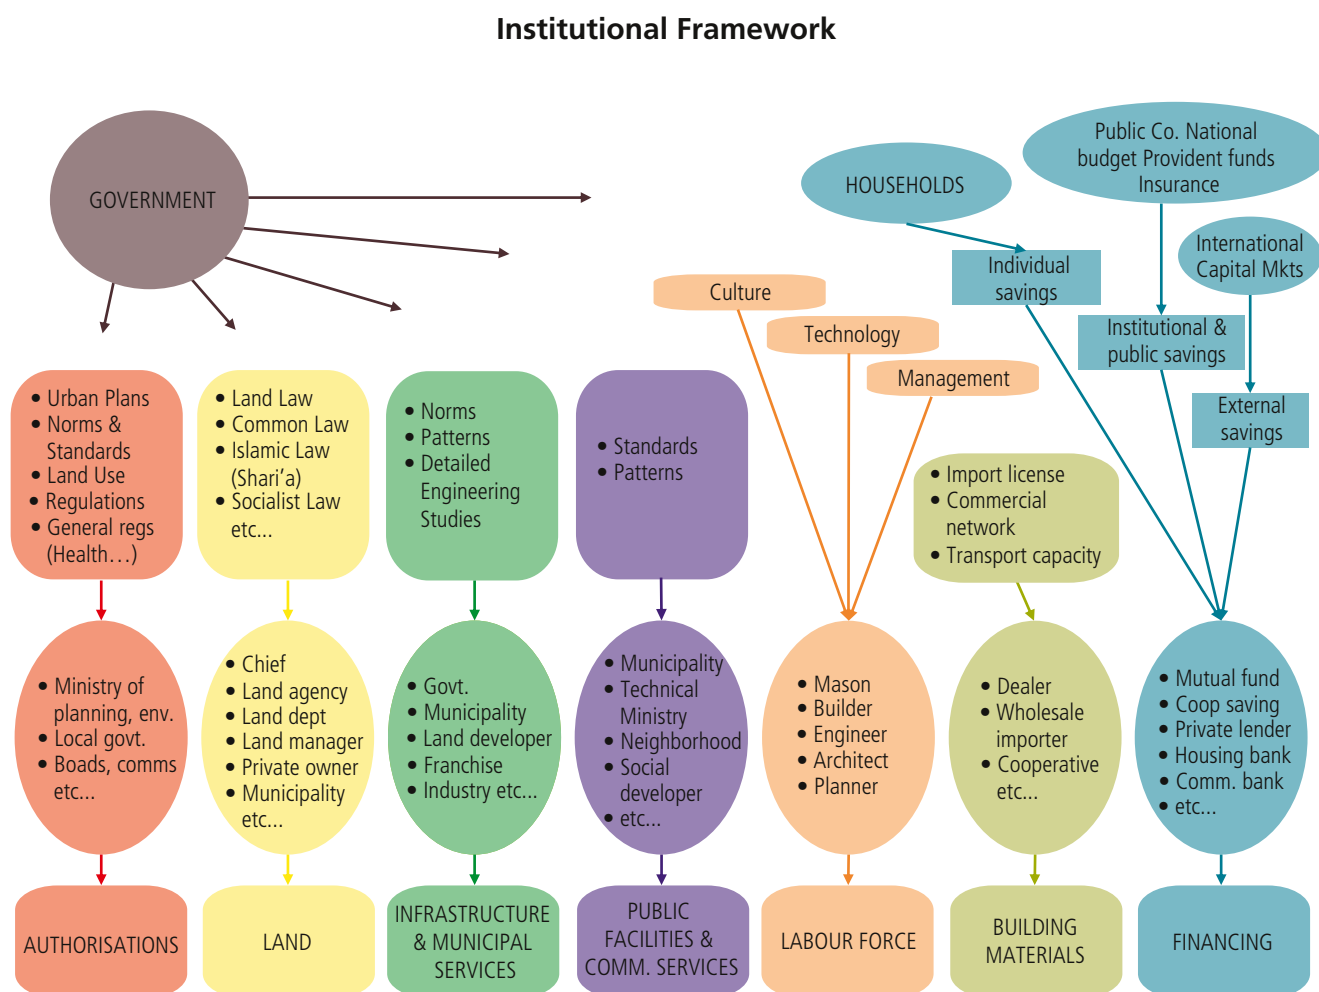 Institutional Framework
GOVERNMENT
HOUSEHOLDS
Public Co. National
budget Provident funds
Insurance
International
Capital Mkts
Individual
savings
Institutional &
public savings
External
savings
Culture
Technology
Management
• Urban Plans
• Norms &
Standards
• Land Use
• Regulations
• General regs
(Health…)
• Land Law
• Common Law
• Islamic Law
(Shari’a)
• Socialist Law
etc...
• Norms
• Patterns
• Detailed
Engineering
Studies
• Standards
• Patterns
• Import license
• Commercial
network
• Transport capacity
• Ministry of
planning, env.
• Local govt.
• Boads, comms
etc...
• Chief
• Land agency
• Land dept
• Land manager
• Private owner
• Municipality
etc...
• Govt.
• Municipality
• Land developer
• Franchise
• Industry etc...
• Municipality
• Technical
Ministry
• Neighborhood
• Social
developer
• etc...
• Mason
• Builder
• Engineer
• Architect
• Planner
• Dealer
• Wholesale
importer
• Cooperative
etc...
• Mutual fund
• Coop saving
• Private lender
• Housing bank
• Comm. bank
• etc...
AUTHORISATIONS
LAND
INFRASTRUCTURE
& MUNICIPAL
SERVICES
PUBLIC
FACILITIES &
COMM. SERVICES
LABOUR FORCE
BUILDING
MATERIALS
FINANCING